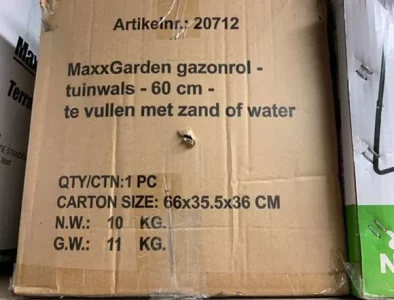 Artikelnr.: 20712
MaxxGarden gazonrol -
tuinwals - 60 cm -
te vullen met zand of water
QTY/CTN:1 PC
CARTON SIZE: 66x35.5x36 CM
N.W.: 10 KG.
G.W.: 11 KG.